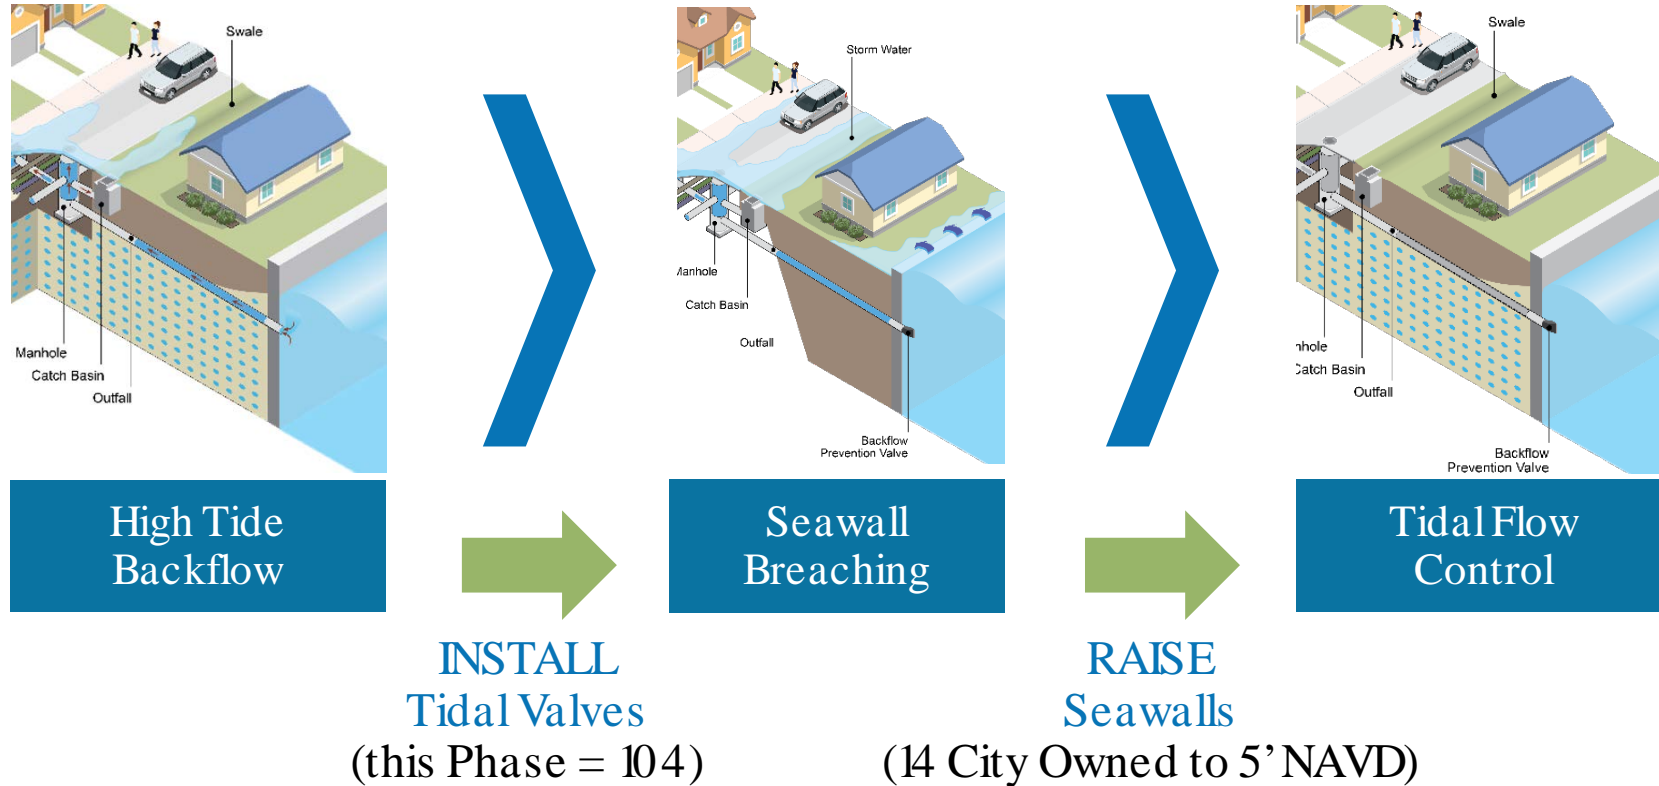 Swale
Manhole
Catch Basin
Outfall
Storm Water
Manhole
Catch Basin
Outfall
Backflow
Prevention Valve
Swale
nhole
Catch Basin
Outfall
Backflow
Prevention Valve
High Tide
Backflow
Seawall
Breaching
Tidal Flow
Control
INSTALL
Tidal Valves
(this Phase = 104)
RAISE
Seawalls
(14 City Owned to 5’ NAVD)